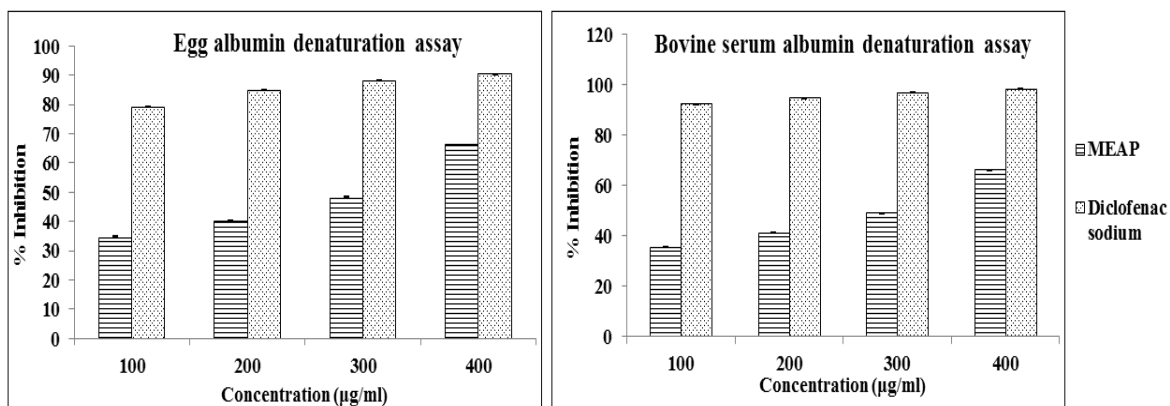 Egg albumin denaturation assay
% Inhibition
100
90
80
70
60
50
40
30
20
10
0
100 200 300 400
Concentration (µg/ml)
Bovine serum albumin denaturation assay
% Inhibition
120
100
80
60
40
20
0
100 200 300 400
Concentration (µg/ml)
MEAP
Diclofenac
sodium